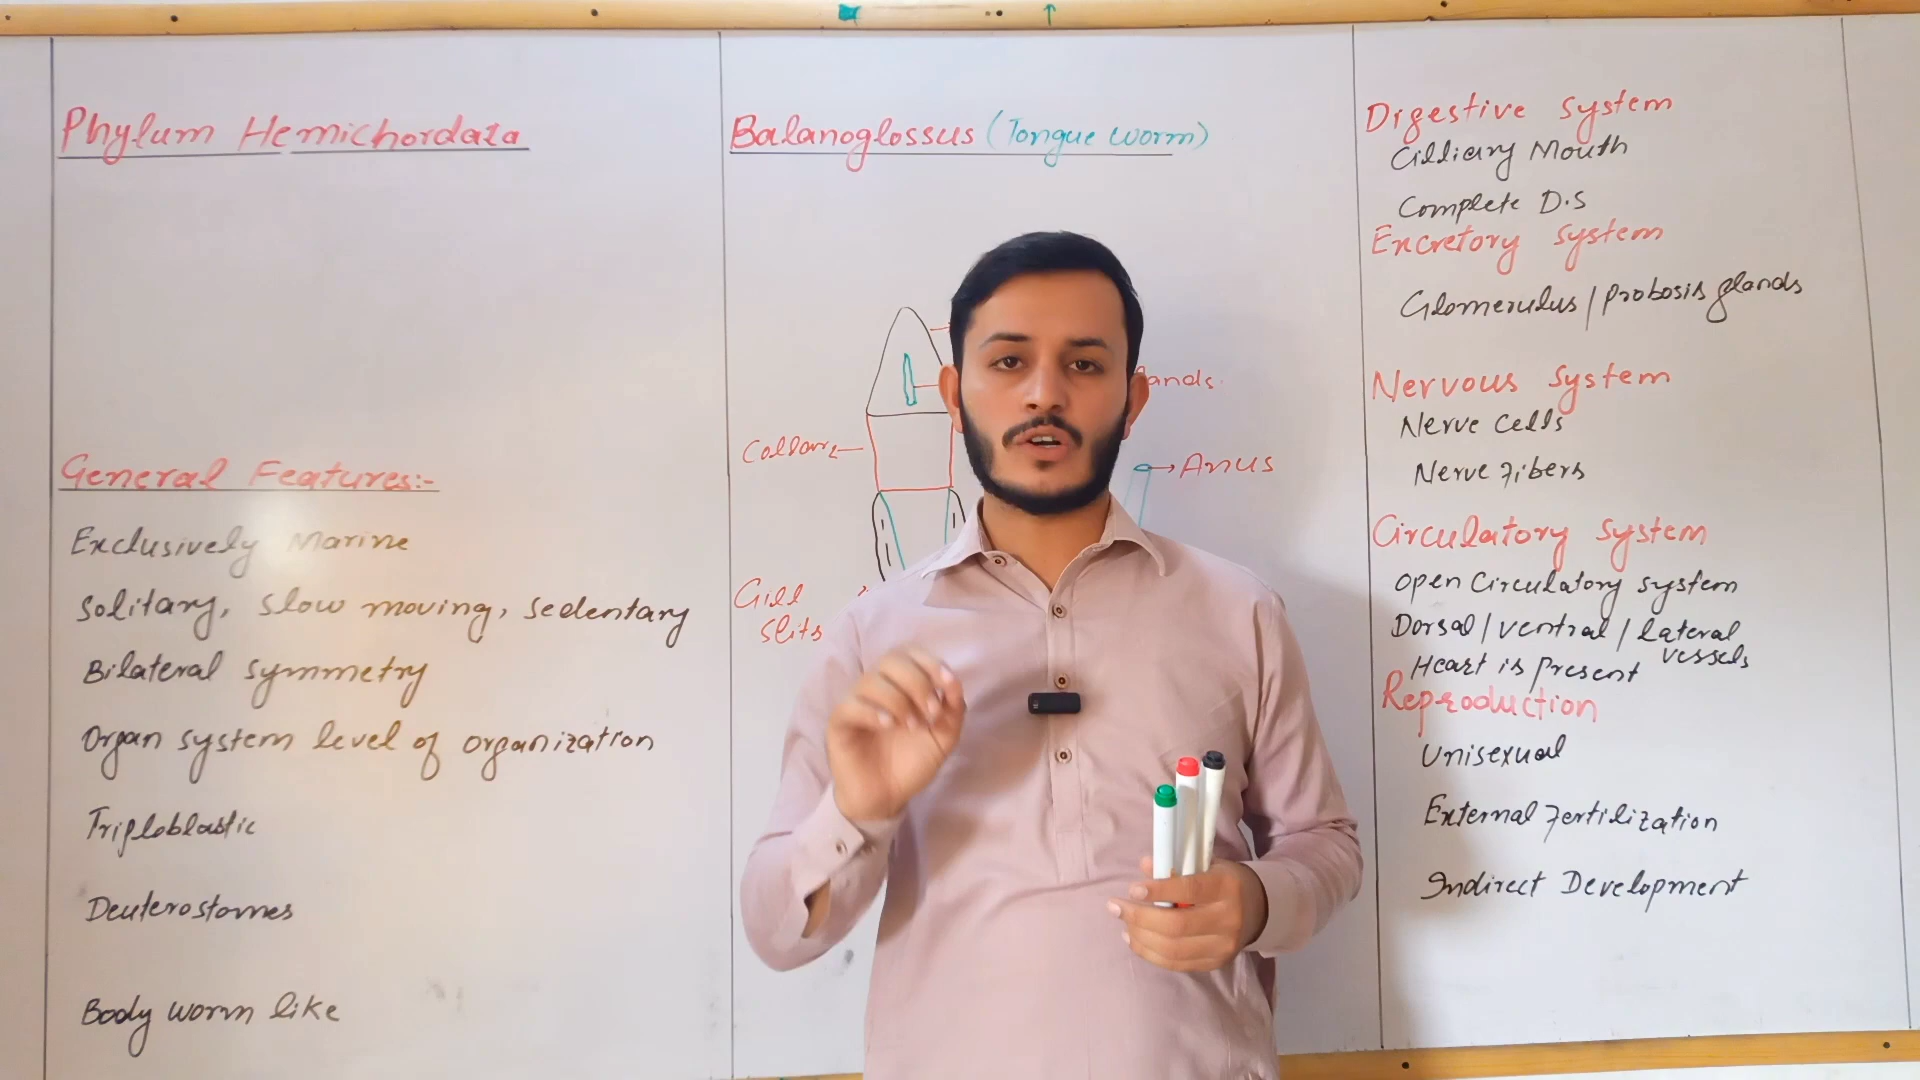 Phylum Hemichordata
General Features:-
Exclusively Marine
Solitary, slow moving, sedentary
Bilateral symmetry
Organ system level of organization
Triploblastic
Deuterostomes
Body worm like
Balanoglossus (Tongue worm)
Collar
Anus
Gill
Slits
Digestive system
Cilliary Mouth
Complete D.S
Excretory system
Glomerulus / Probosis glands
Nervous system
Nerve cells
Nerve fibers
Circulatory system
Open Circulatory system
Dorsal / ventral / lateral
vessels
Heart is present
Reproduction
Unisexual
External fertilization
Indirect Development